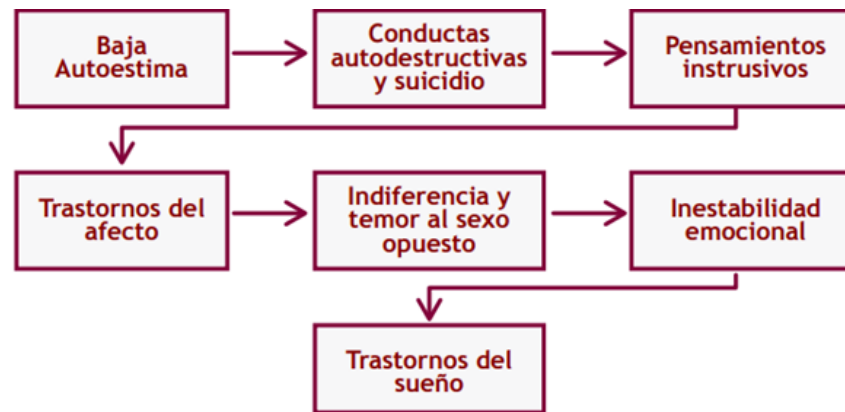 Baja
Autoestima
Conductas
autodestructivas
y suicidio
Pensamientos
instrusivos
Trastornos del
afecto
Indiferencia y
temor al sexo
opuesto
Inestabilidad
emocional
Trastornos del
sueño